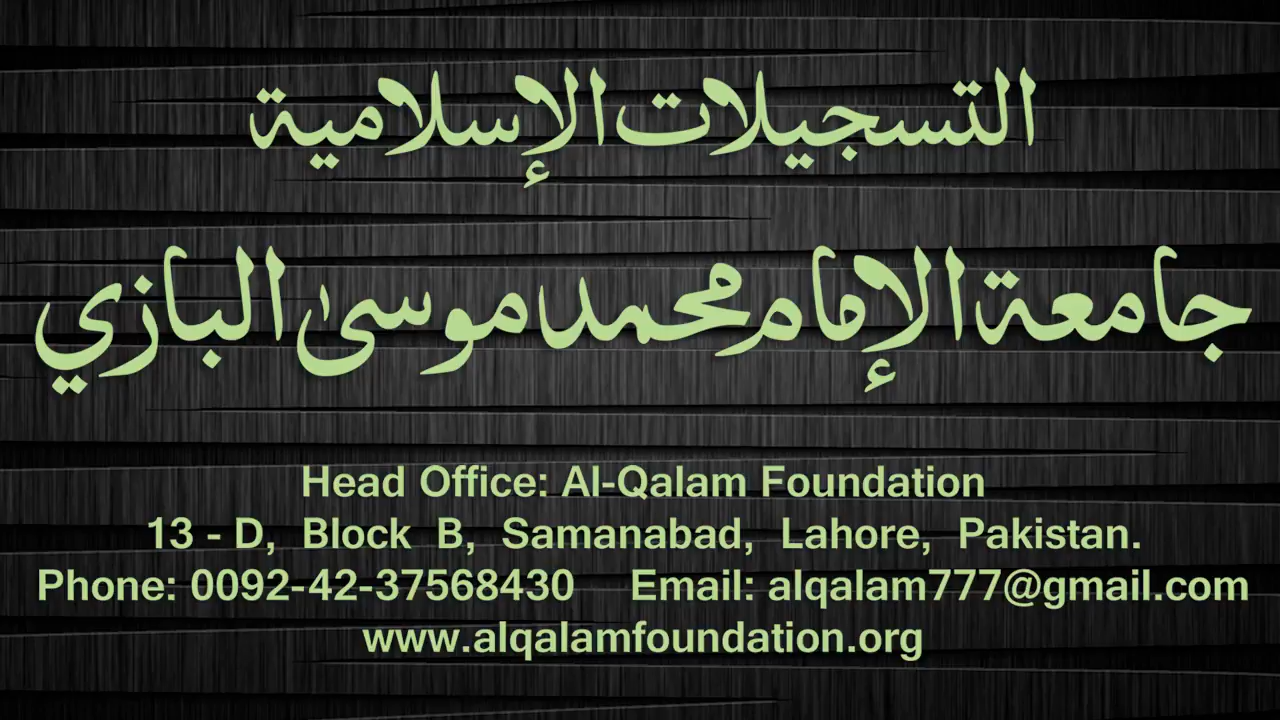 التسجيلات الإسلامية
جامعة الإمام محمد موسىٰ البازي
Head Office: Al-Qalam Foundation
13 - D, Block B, Samanabad, Lahore, Pakistan.
Phone: 0092-42-37568430 Email: alqalam777@gmail.com
www.alqalamfoundation.org